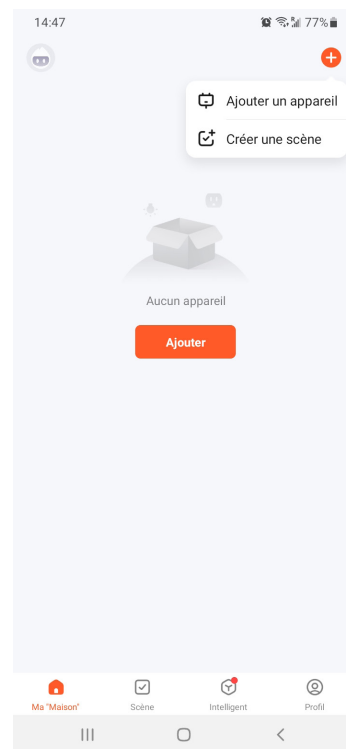 14:47
77%
Ajouter un appareil
Créer une scène
Aucun appareil
Ajouter
Ma "Maison"
Scène
Intelligent
Profil